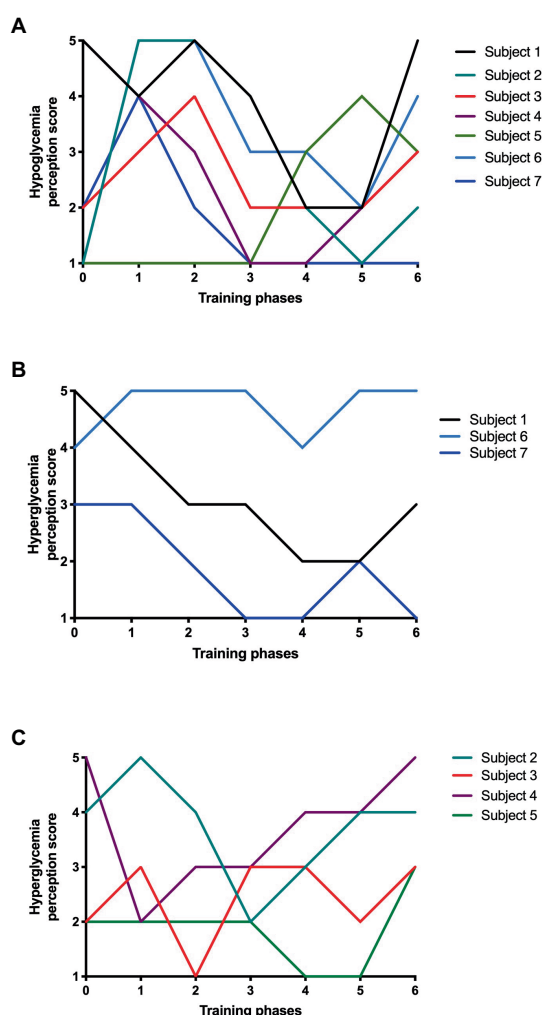 A
Hypoglycemia
perception score
5
4
3
2
1
0 1 2 3 4 5 6
Training phases
Subject 1
Subject 2
Subject 3
Subject 4
Subject 5
Subject 6
Subject 7
B
Hyperglycemia
perception score
5
4
3
2
1
0 1 2 3 4 5 6
Training phases
Subject 1
Subject 6
Subject 7
C
Hyperglycemia
perception score
5
4
3
2
1
0 1 2 3 4 5 6
Training phases
Subject 2
Subject 3
Subject 4
Subject 5